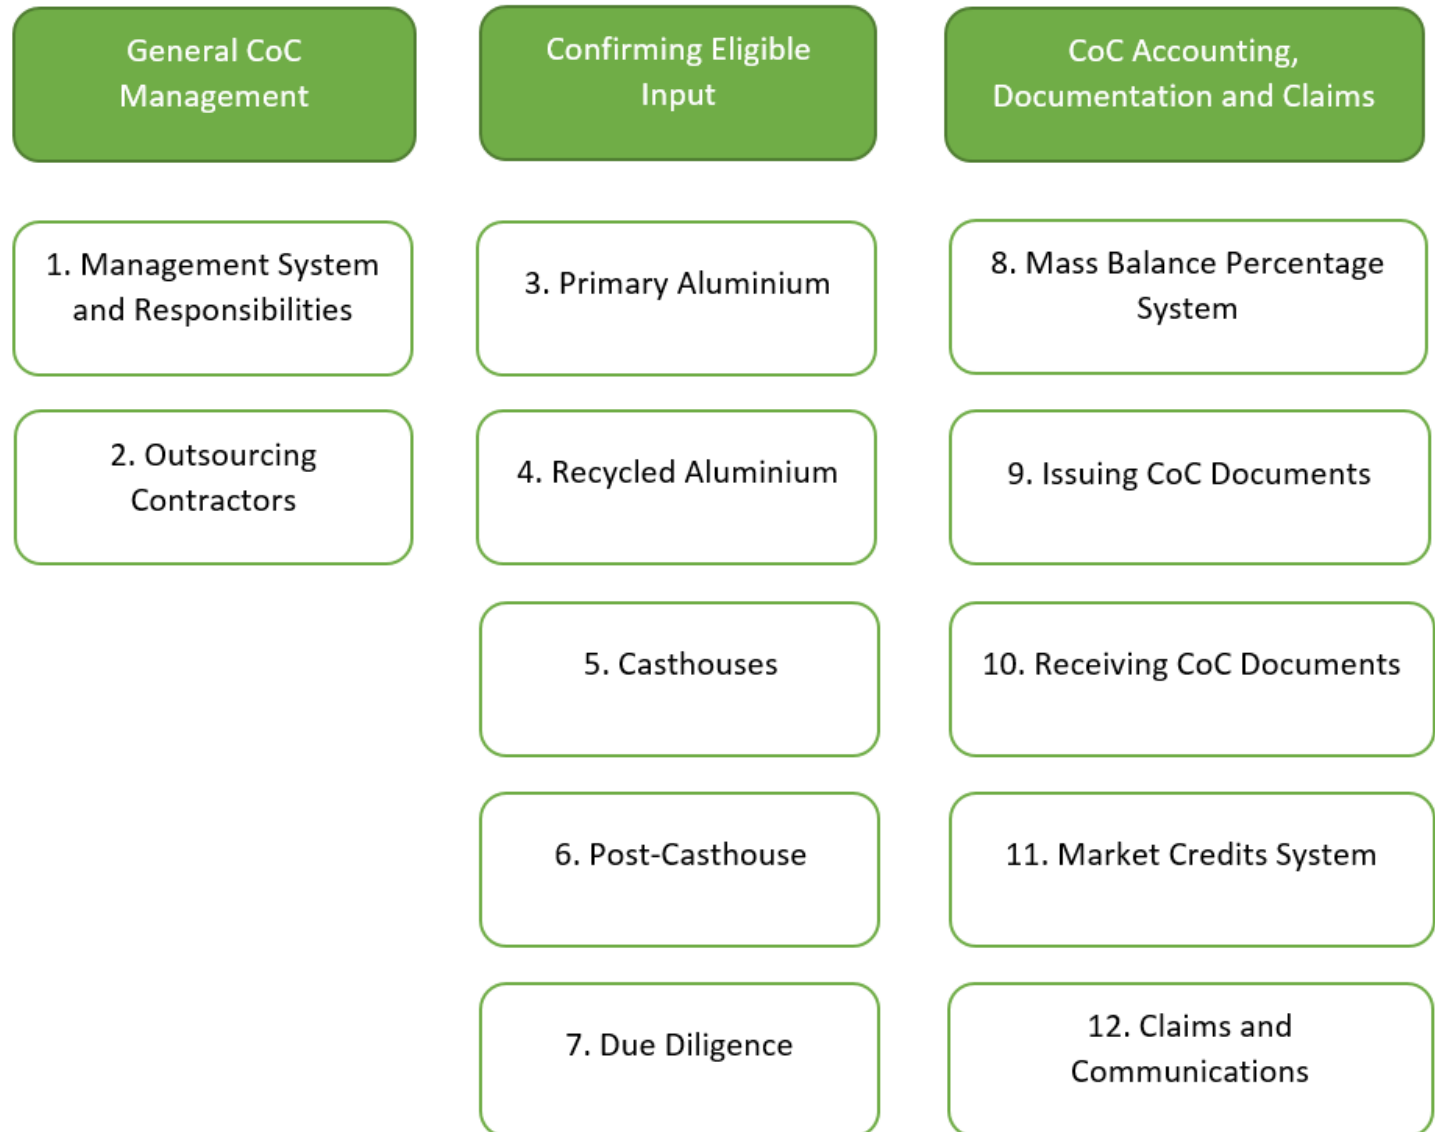 General CoC
Management
Confirming Eligible
Input
CoC Accounting,
Documentation and Claims
1. Management System
and Responsibilities
2. Outsourcing
Contractors
3. Primary Aluminium
4. Recycled Aluminium
5. Casthouses
6. Post-Casthouse
7. Due Diligence
8. Mass Balance Percentage
System
9. Issuing CoC Documents
10. Receiving CoC Documents
11. Market Credits System
12. Claims and
Communications